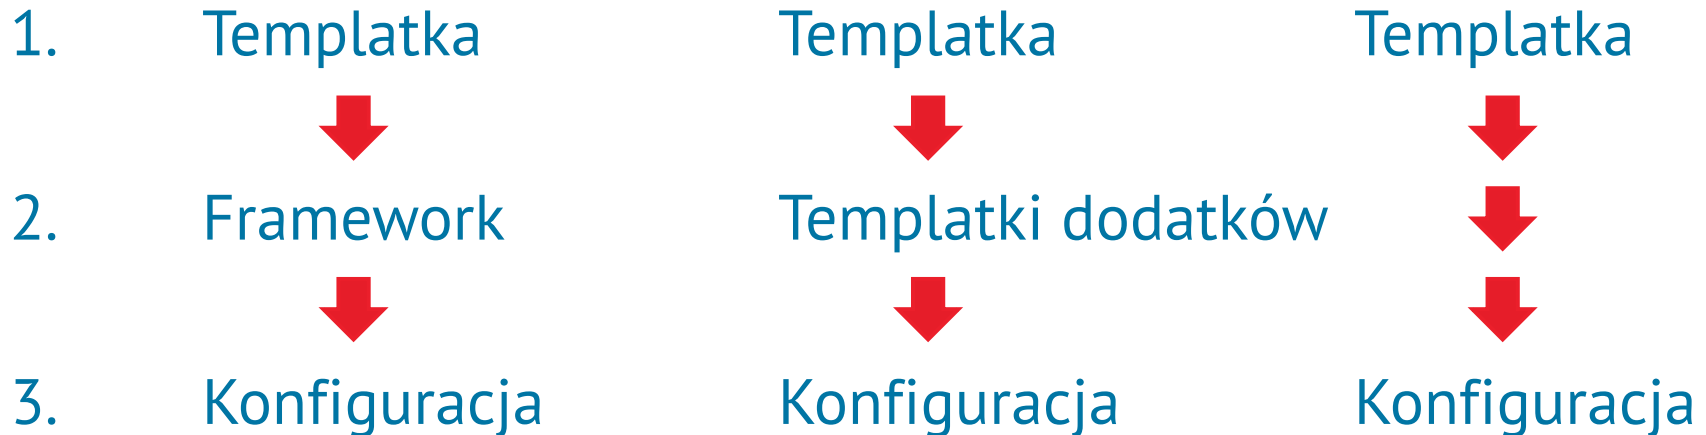 1. Templatka Templatka Templatka
2. Framework Templatki dodatków
3. Konfiguracja Konfiguracja Konfiguracja